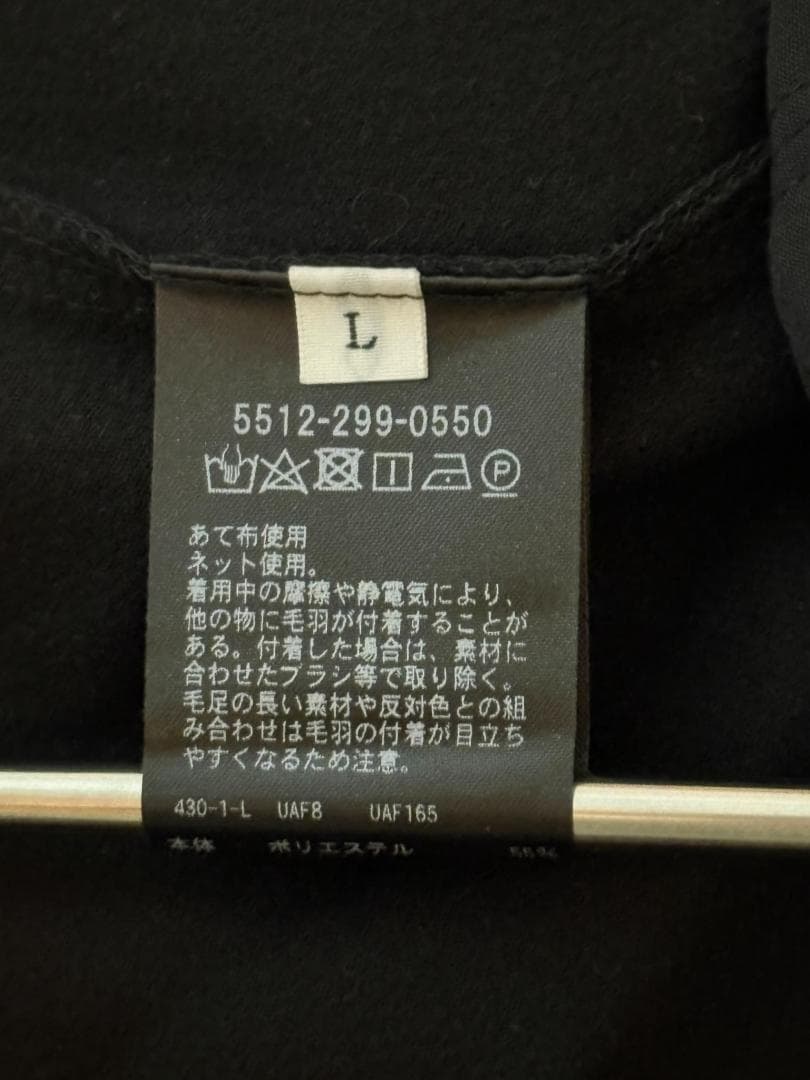 L
5512-299-0550
P
あて布使用
ネット使用。
着用中の摩擦や静電気により、
他の物に毛羽が付着することが
ある。付着した場合は、素材に
合わせたブラシ等で取り除く。
毛足の長い素材や反対色との組
み合わせは毛羽の付着が目立ち
やすくなるため注意。
430-1-L UAF8 UAF165
本体 ポリエステル